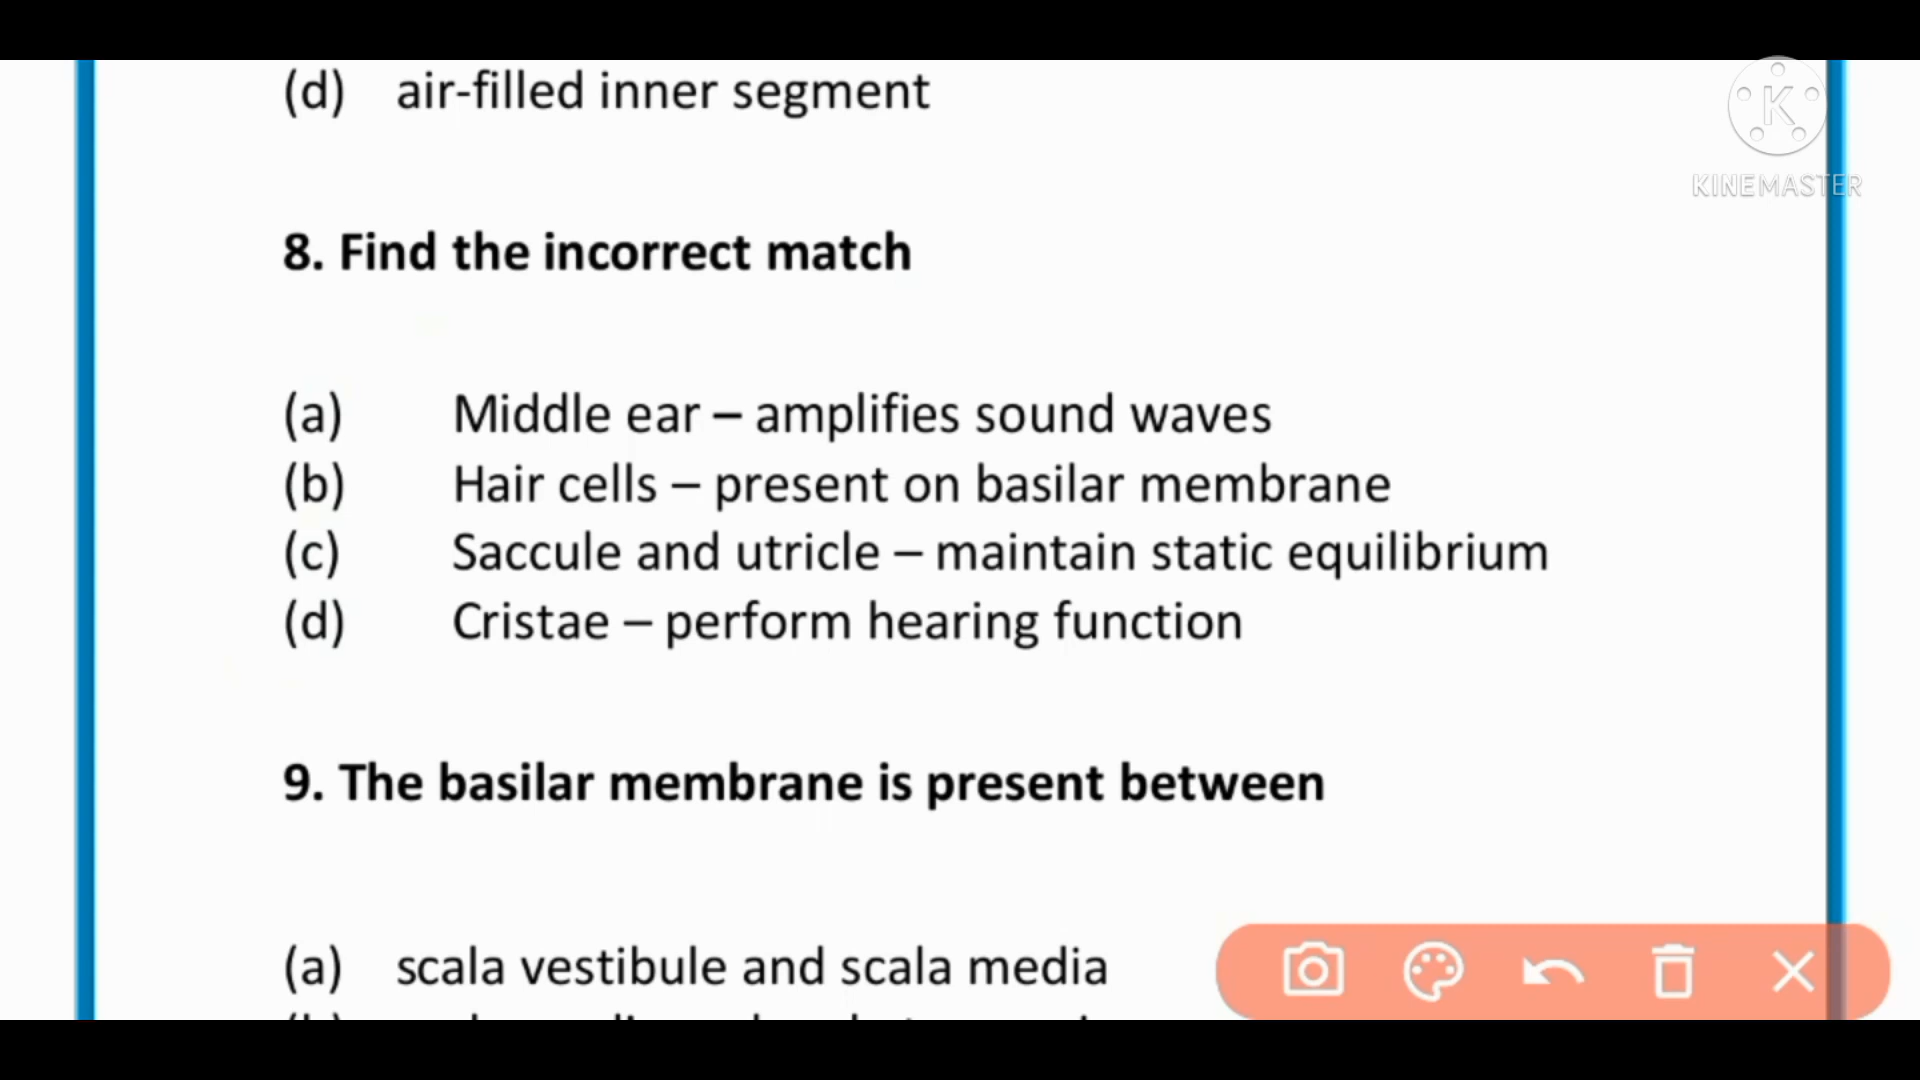 (d) air-filled inner segment
KINEMASTER
8. Find the incorrect match
(a) Middle ear – amplifies sound waves
(b) Hair cells – present on basilar membrane
(c) Saccule and utricle – maintain static equilibrium
(d) Cristae – perform hearing function
9. The basilar membrane is present between
(a) scala vestibule and scala media